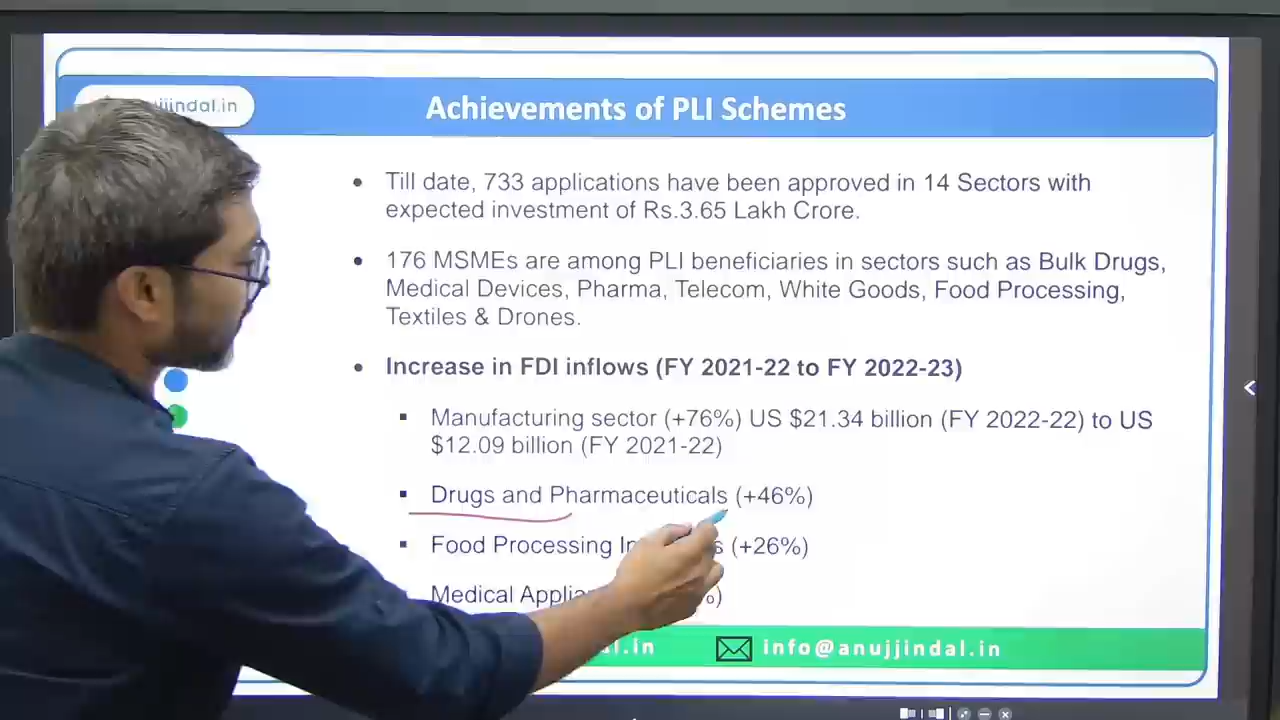 jindal.in
Achievements of PLI Schemes
• Till date, 733 applications have been approved in 14 Sectors with
expected investment of Rs.3.65 Lakh Crore.
• 176 MSMEs are among PLI beneficiaries in sectors such as Bulk Drugs,
Medical Devices, Pharma, Telecom, White Goods, Food Processing,
Textiles & Drones.
• Increase in FDI inflows (FY 2021-22 to FY 2022-23)
▪ Manufacturing sector (+76%) US $21.34 billion (FY 2022-22) to US
$12.09 billion (FY 2021-22)
▪ Drugs and Pharmaceuticals (+46%)
▪ Food Processing (+26%)
Medical %)
.in info@anujjindal.in